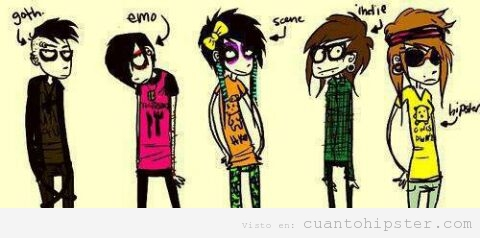 goth.
emo
scene
indie
hipster
Visto en: cuantohipster.com